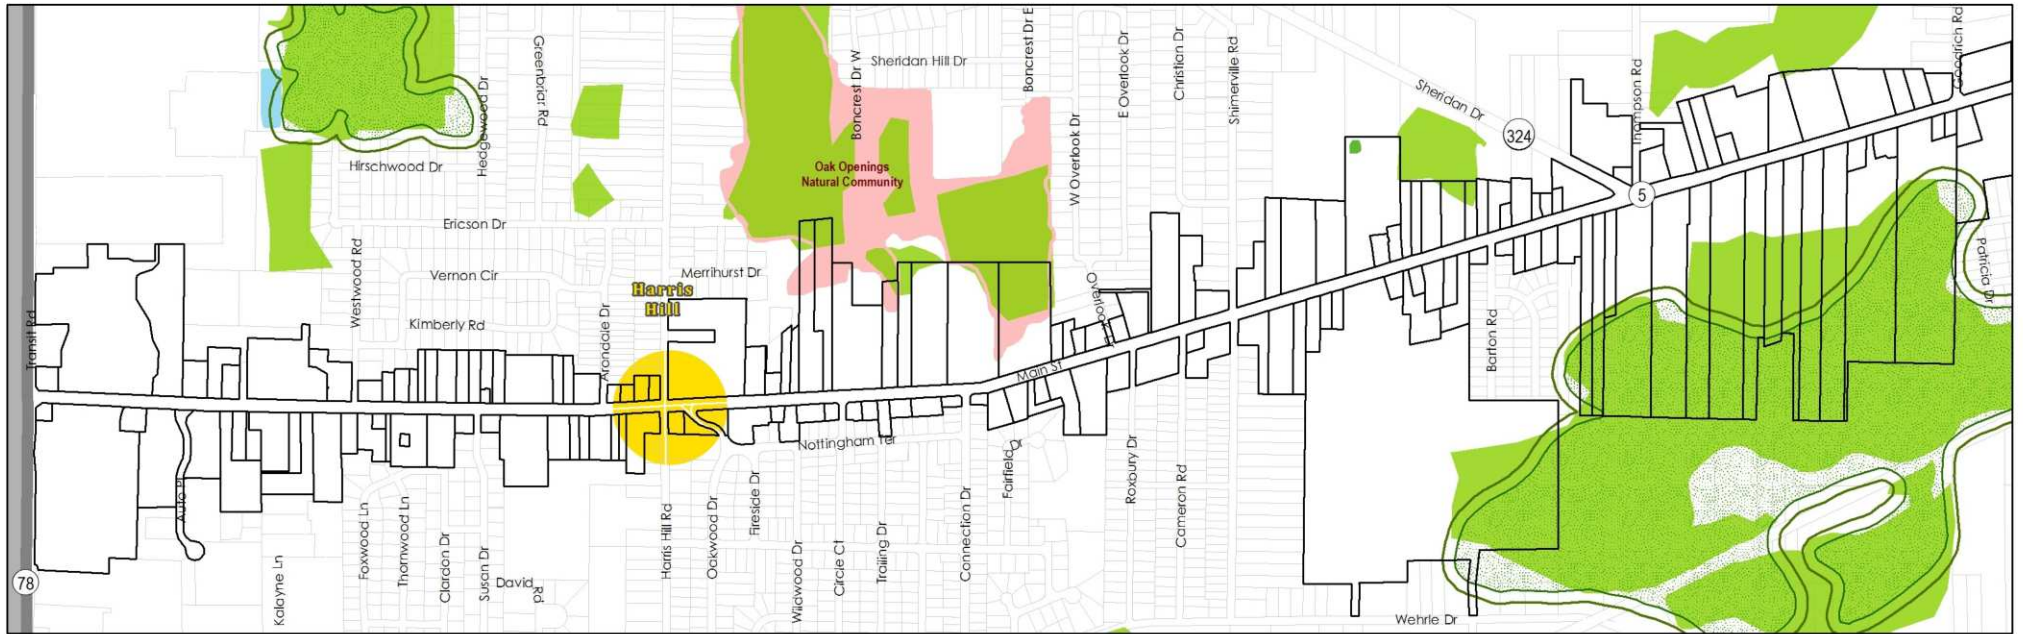 Greenbriar Rd
Hedgewood Dr
Hirschwood Dr
Ericson Dr
Westwood Rd
Vernon Cir
Kimberly Rd
Arondale Dr
Merrihurst Dr
Harris
Hill
Boncrest Dr W
Sheridan Hill Dr
Boncrest Dr E
Oak Openings
Natural Community
W Overlook Dr
E Overlook Dr
Christian Dr
Shimerville Rd
Overlook Dr
Sheridan Dr
324
Thompson Rd
5
Goodrich Rd
Patricia Dr
Barton Rd
Main St
Transit Rd
78
Auto Pl
Kalayne Ln
Foxwood Ln
Thornwood Ln
Clardon Dr
Susan Dr
David
Rd
Harris Hill Rd
Oakwood Dr
Fireside Dr
Nottingham Ter
Wildwood Dr
Circle Ct
Trailing Dr
Connection Dr
Fairfield Dr
Roxbury Dr
Cameron Rd
Wehrle Dr